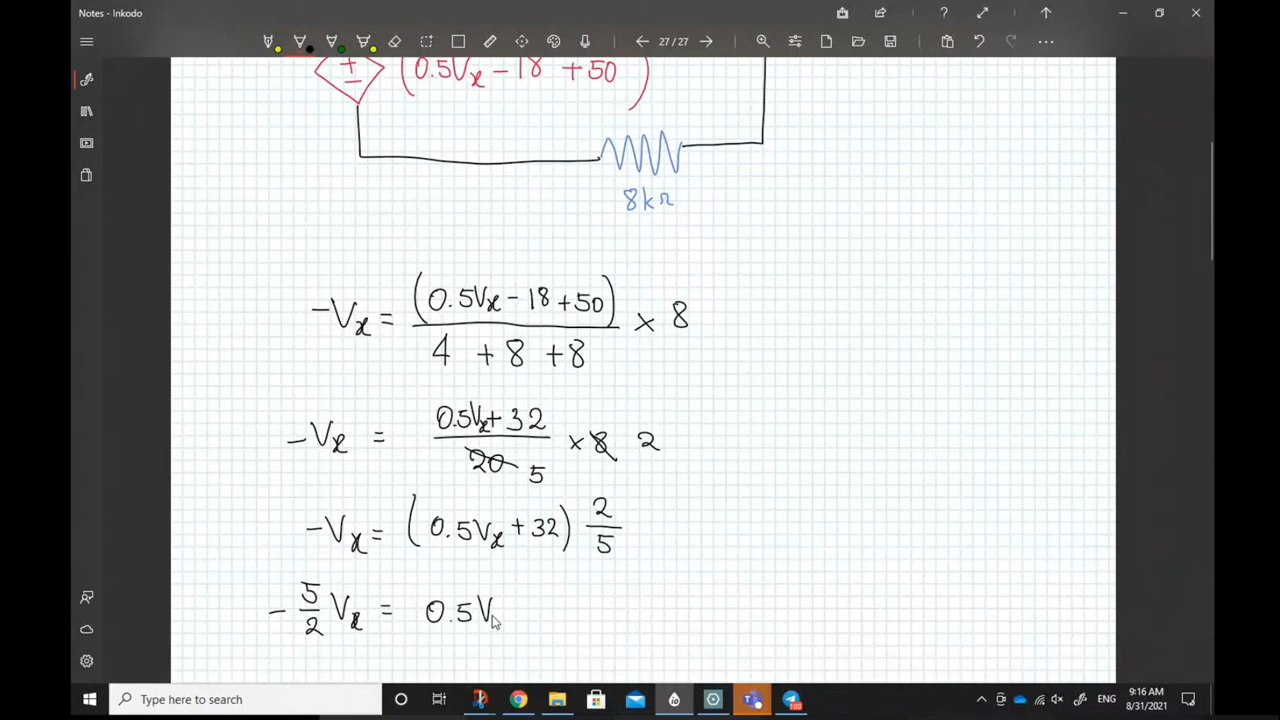 Notes - Inkodo
27 / 27
+
−
(0.5Vx − 18 + 50)
8kΩ
-Vx = (0.5Vx - 18 + 50) / 4 + 8 + 8 × 8
-Vx = 0.5Vx + 32 / 20 5 × 8 2
-Vx = (0.5Vx + 32) 2/5
- 5/2 Vx = 0.5V
Type here to search
100
ENG
9:16 AM
8/31/2021